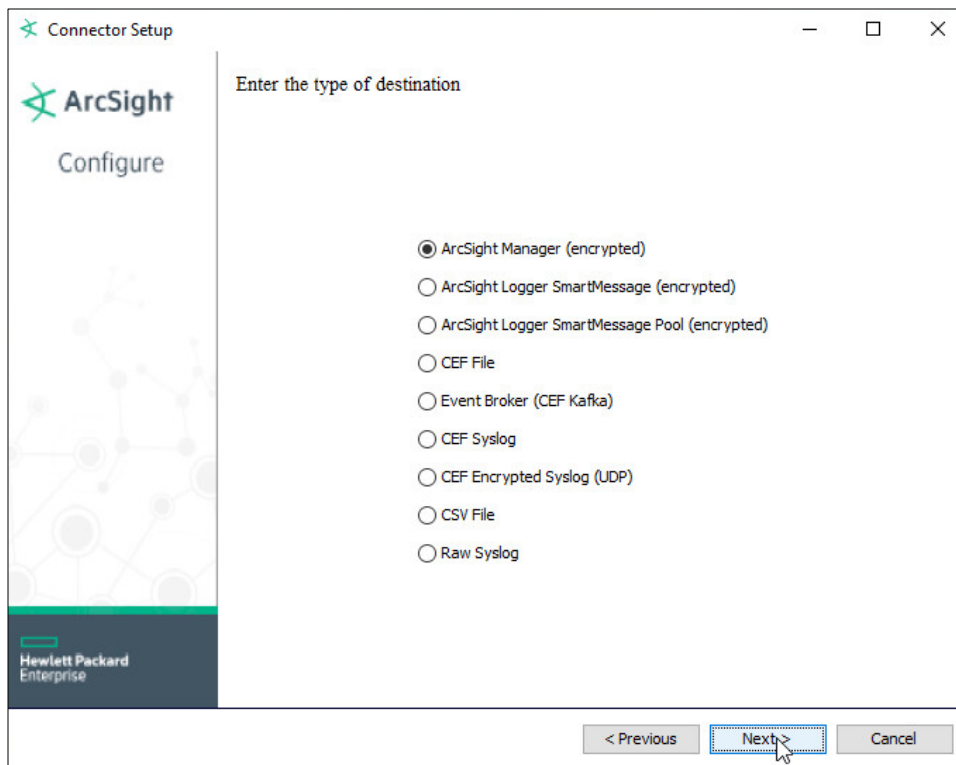 Connector Setup
ArcSight
Configure
Enter the type of destination
ArcSight Manager (encrypted)
ArcSight Logger SmartMessage (encrypted)
ArcSight Logger SmartMessage Pool (encrypted)
CEF File
Event Broker (CEF Kafka)
CEF Syslog
CEF Encrypted Syslog (UDP)
CSV File
Raw Syslog
Hewlett Packard
Enterprise
< Previous
Next >
Cancel